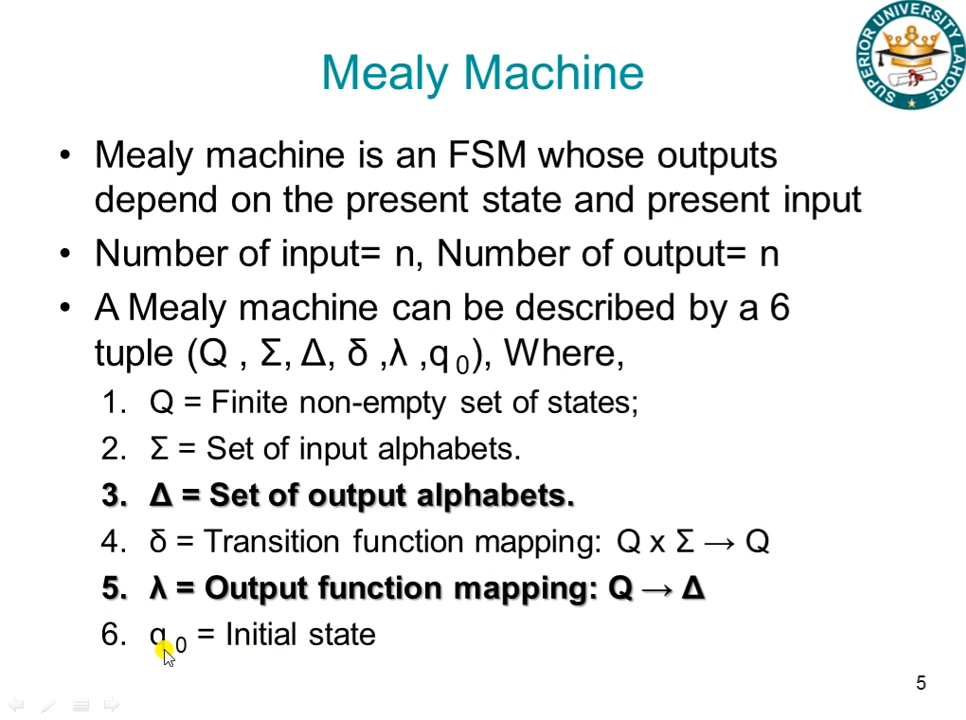 Mealy Machine
SUPERIOR UNIVERSITY LAHORE
• Mealy machine is an FSM whose outputs
depend on the present state and present input
• Number of input= n, Number of output= n
• A Mealy machine can be described by a 6
tuple (Q , Σ, Δ, δ ,λ ,q₀), Where,
1. Q = Finite non-empty set of states;
2. Σ = Set of input alphabets.
3. Δ = Set of output alphabets.
4. δ = Transition function mapping: Q x Σ → Q
5. λ = Output function mapping: Q → Δ
6. q₀ = Initial state
5